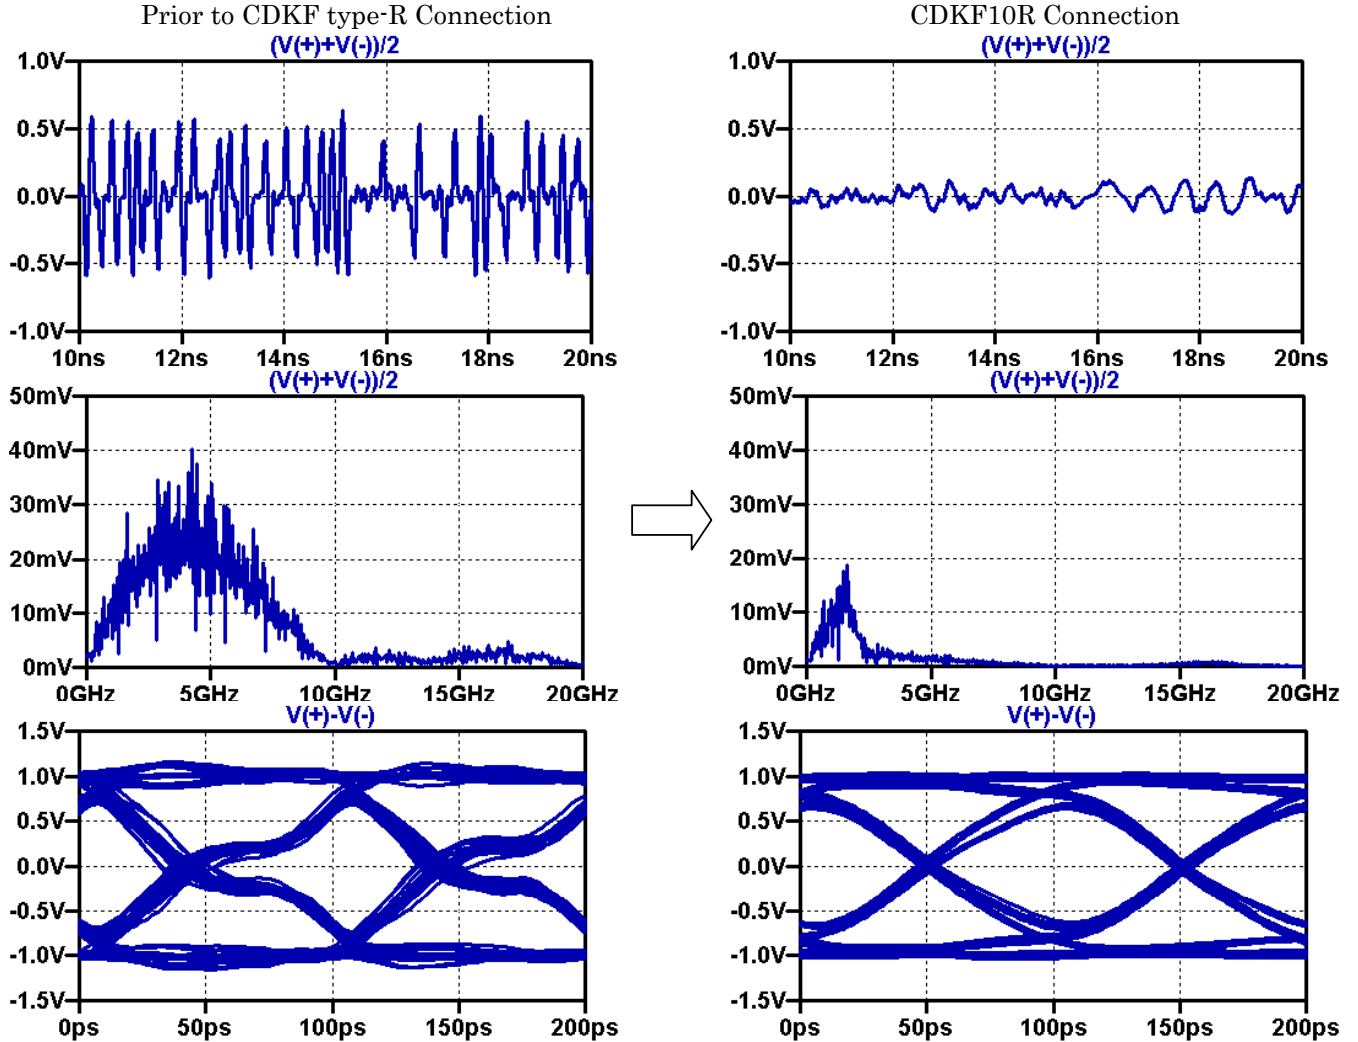 Prior to CDKF type-R Connection
CDKF10R Connection
(V(+)+V(-))/2
(V(+)+V(-))/2
1.0V
0.5V
0.0V
-0.5V
-1.0V
10ns 12ns 14ns 16ns 18ns 20ns
1.0V
0.5V
0.0V
-0.5V
-1.0V
10ns 12ns 14ns 16ns 18ns 20ns
(V(+)+V(-))/2
(V(+)+V(-))/2
50mV
40mV
30mV
20mV
10mV
0mV
0GHz 5GHz 10GHz 15GHz 20GHz
50mV
40mV
30mV
20mV
10mV
0mV
0GHz 5GHz 10GHz 15GHz 20GHz
V(+)-V(-)
V(+)-V(-)
1.5V
1.0V
0.5V
0.0V
-0.5V
-1.0V
-1.5V
0ps 50ps 100ps 150ps 200ps
1.5V
1.0V
0.5V
0.0V
-0.5V
-1.0V
-1.5V
0ps 50ps 100ps 150ps 200ps